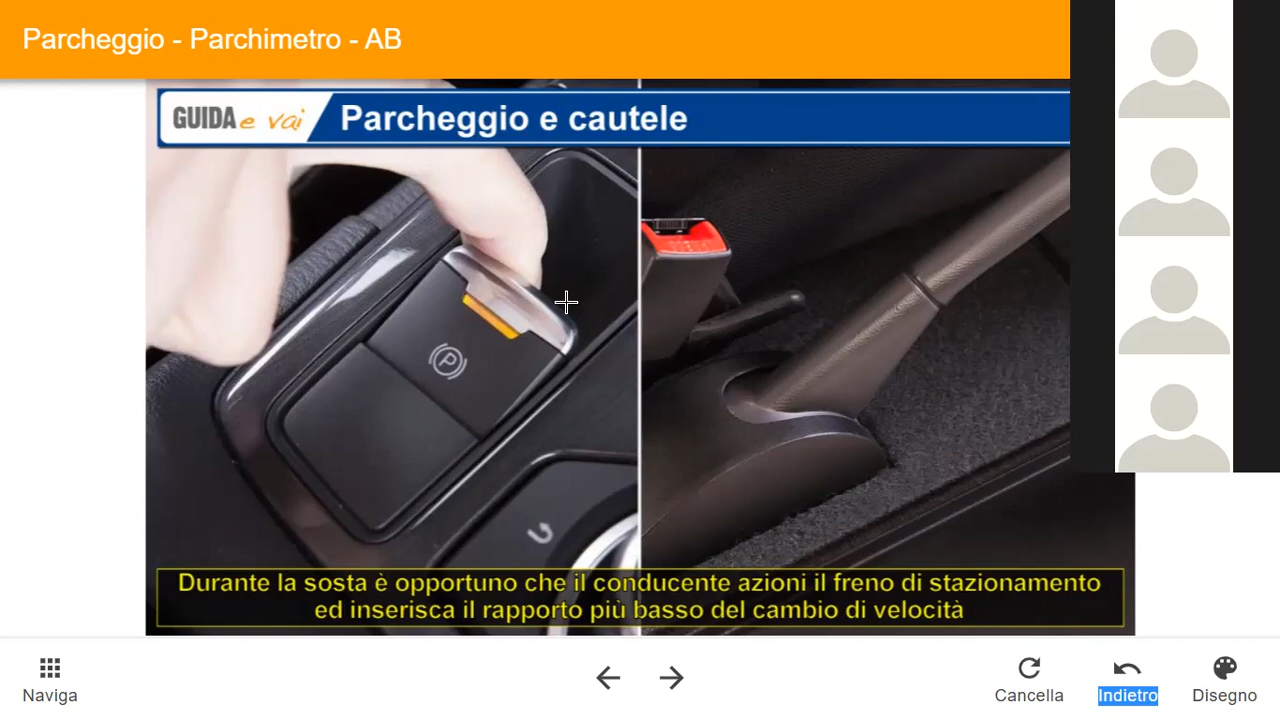 Parcheggio - Parchimetro - AB
GUIDA e vai
Parcheggio e cautele
P
Durante la sosta è opportuno che il conducente azioni il freno di stazionamento
ed inserisca il rapporto più basso del cambio di velocità
Naviga
Cancella
Indietro
Disegno